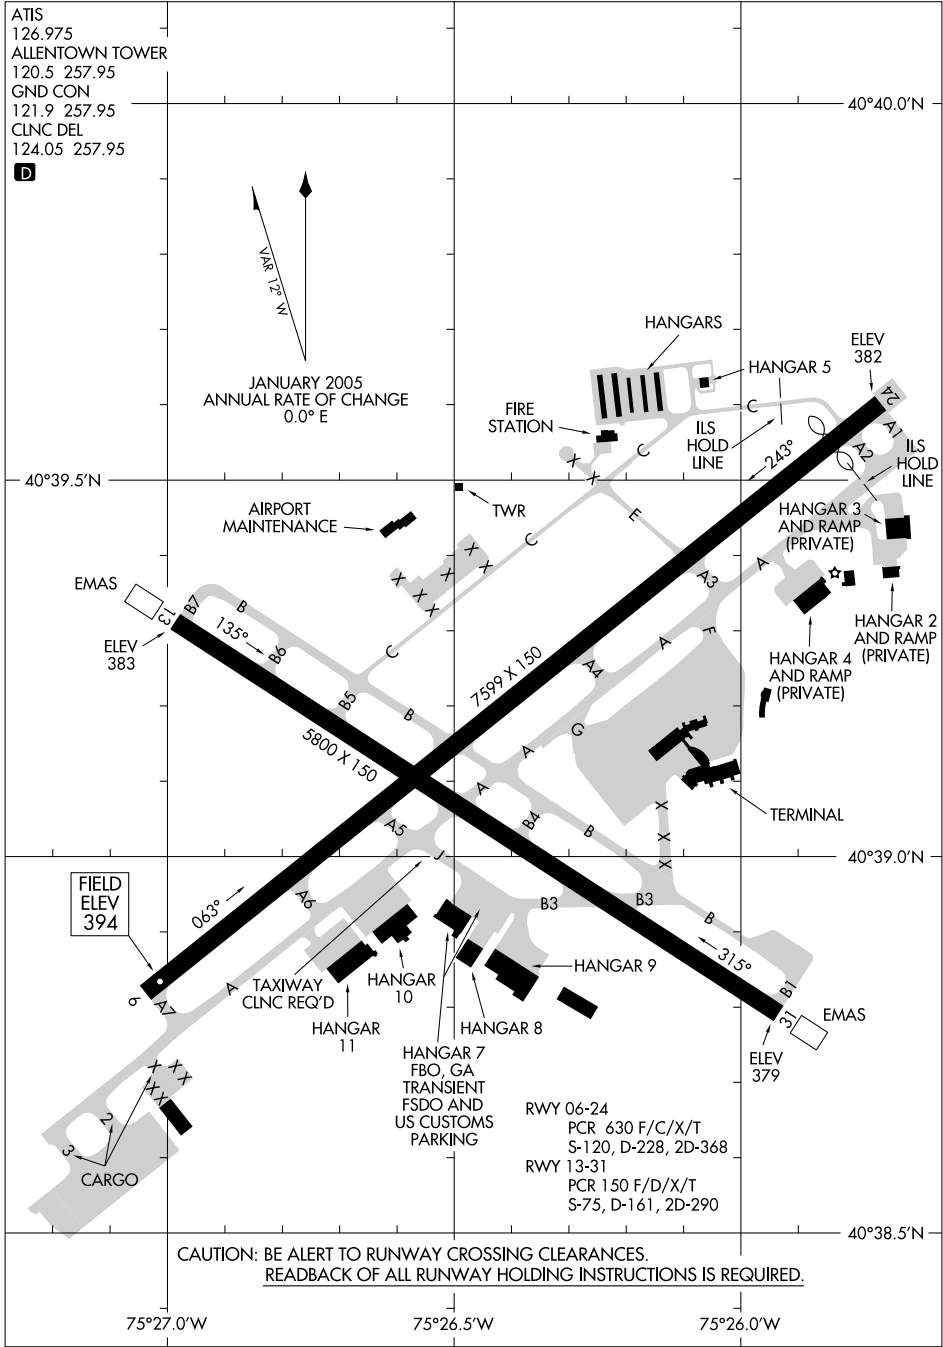 ATIS
126.975
ALLENTOWN TOWER
120.5 257.95
GND CON
121.9 257.95
CLNC DEL
124.05 257.95
D
40°40.0'N
VAR 12° W
JANUARY 2005
ANNUAL RATE OF CHANGE
0.0° E
HANGARS
ELEV
382
HANGAR 5
24
C
FIRE
STATION
ILS
HOLD
LINE
A1
C
A2
ILS
HOLD
LINE
243°
X
X
40°39.5'N
TWR
AIRPORT
MAINTENANCE
E
HANGAR 3
AND RAMP
(PRIVATE)
C
X
X
X
X
X
X
A3
A
EMAS
13
B7
B
135°
ELEV
383
B6
C
F
A
HANGAR 2
AND RAMP
(PRIVATE)
HANGAR 4
AND RAMP
(PRIVATE)
A4
7599 X 150
B5
B
G
5800 X 150
A
A
TERMINAL
X
X
X
B4
B
A5
J
40°39.0'N
FIELD
ELEV
394
063°
A6
B3
B3
B
315°
A
TAXIWAY
CLNC REQ'D
HANGAR
10
HANGAR 9
B1
6
A7
HANGAR
11
HANGAR 8
31
EMAS
HANGAR 7
FBO, GA
TRANSIENT
FSDO AND
US CUSTOMS
PARKING
ELEV
379
X
X
X
X
X
2
3
CARGO
RWY 06-24
PCR 630 F/C/X/T
S-120, D-228, 2D-368
RWY 13-31
PCR 150 F/D/X/T
S-75, D-161, 2D-290
40°38.5'N
CAUTION: BE ALERT TO RUNWAY CROSSING CLEARANCES.
READBACK OF ALL RUNWAY HOLDING INSTRUCTIONS IS REQUIRED.
75°27.0'W
75°26.5'W
75°26.0'W